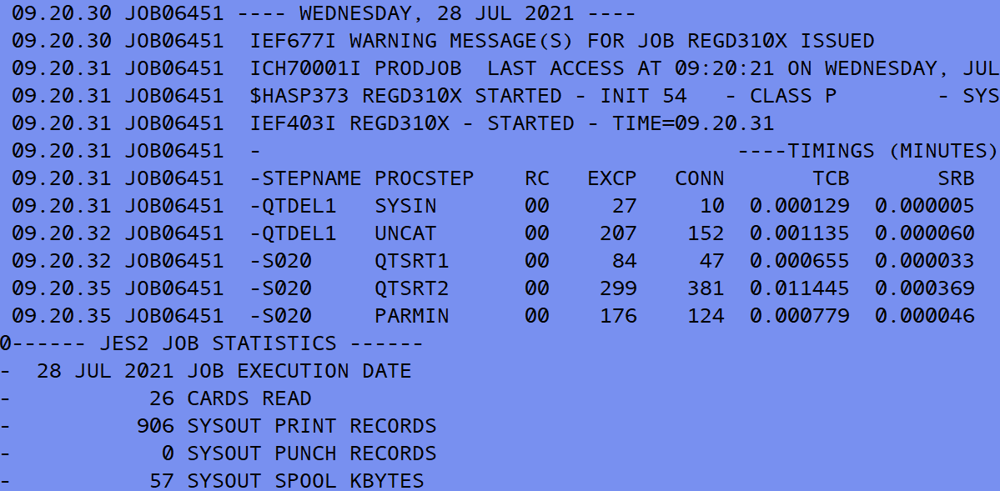 09.20.30 JOB06451 ---- WEDNESDAY, 28 JUL 2021 ----
09.20.30 JOB06451  IEF677I WARNING MESSAGE(S) FOR JOB REGD310X ISSUED
09.20.31 JOB06451  ICH70001I PRODJOB  LAST ACCESS AT 09:20:21 ON WEDNESDAY, JUL
09.20.31 JOB06451  $HASP373 REGD310X STARTED - INIT 54   - CLASS P        - SYS
09.20.31 JOB06451  IEF403I REGD310X - STARTED - TIME=09.20.31
09.20.31 JOB06451  -                                      ----TIMINGS (MINUTES)
09.20.31 JOB06451  -STEPNAME PROCSTEP    RC   EXCP   CONN       TCB       SRB
09.20.31 JOB06451  -QTDEL1   SYSIN       00     27     10  0.000129  0.000005
09.20.32 JOB06451  -QTDEL1   UNCAT       00    207    152  0.001135  0.000060
09.20.32 JOB06451  -S020     QTSRT1      00     84     47  0.000655  0.000033
09.20.35 JOB06451  -S020     QTSRT2      00    299    381  0.011445  0.000369
09.20.35 JOB06451  -S020     PARMIN      00    176    124  0.000779  0.000046
0------ JES2 JOB STATISTICS ------
-  28 JUL 2021 JOB EXECUTION DATE
-           26 CARDS READ
-          906 SYSOUT PRINT RECORDS
-            0 SYSOUT PUNCH RECORDS
-           57 SYSOUT SPOOL KBYTES